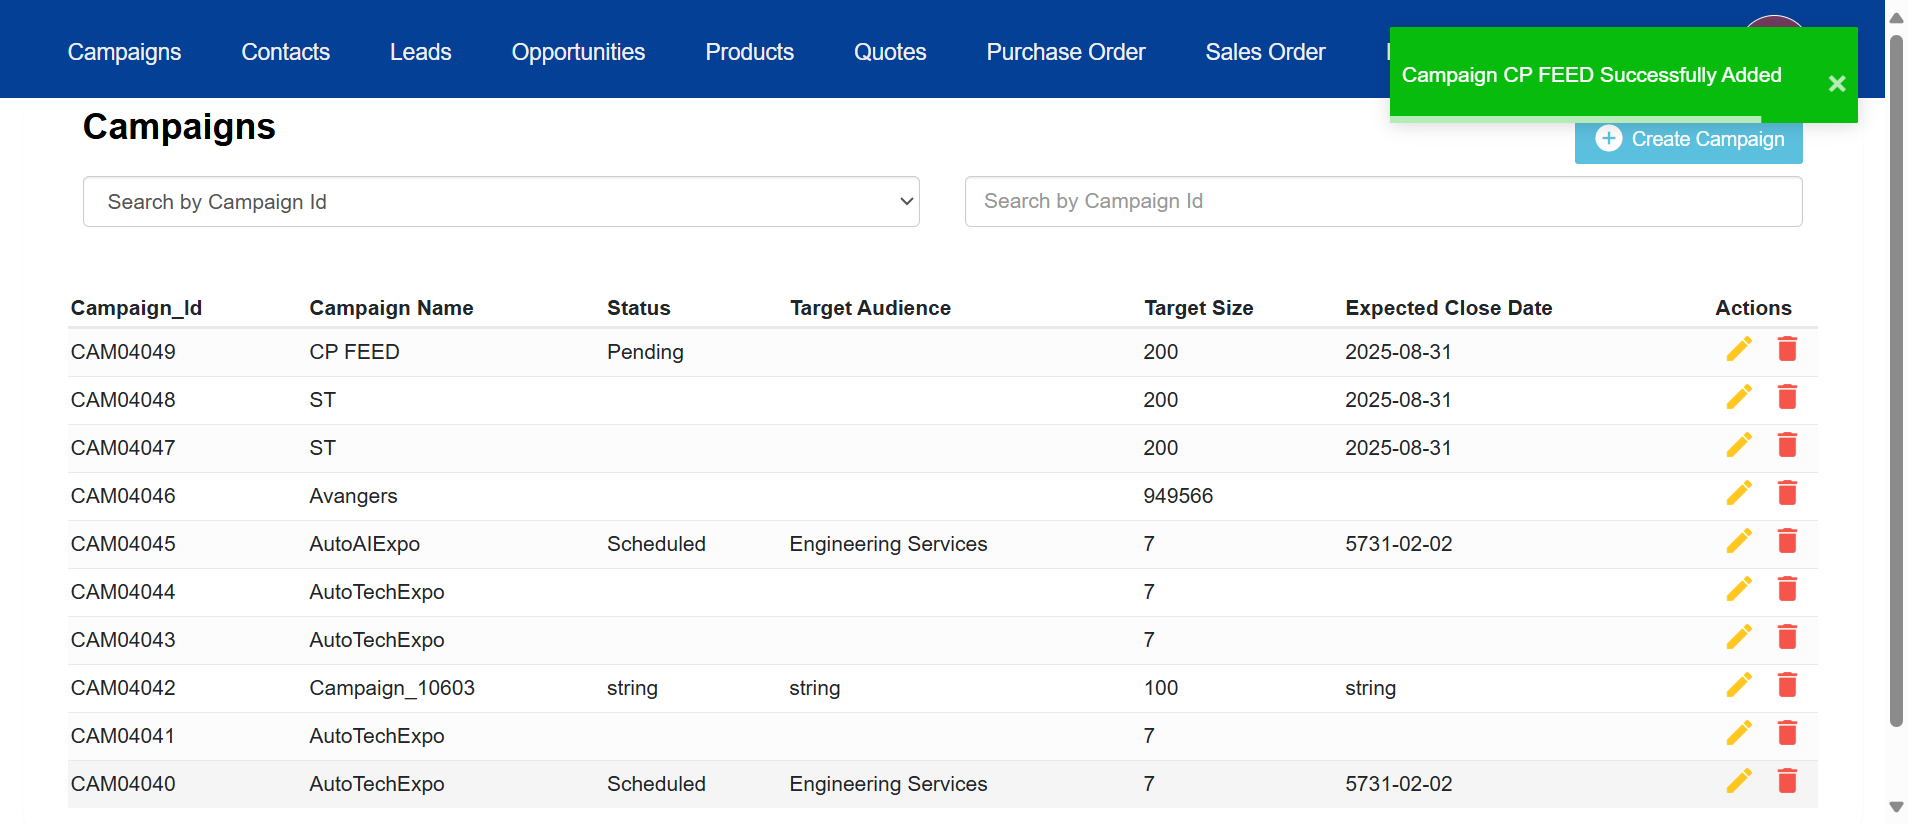 Campaigns Contacts Leads Opportunities Products Quotes Purchase Order Sales Order
Campaign CP FEED Successfully Added ×
Campaigns
Create Campaign
Search by Campaign Id Search by Campaign Id
Campaign_Id Campaign Name Status Target Audience Target Size Expected Close Date Actions
CAM04049 CP FEED Pending 200 2025-08-31
CAM04048 ST 200 2025-08-31
CAM04047 ST 200 2025-08-31
CAM04046 Avangers 949566
CAM04045 AutoAIExpo Scheduled Engineering Services 7 5731-02-02
CAM04044 AutoTechExpo 7
CAM04043 AutoTechExpo 7
CAM04042 Campaign_10603 string string 100 string
CAM04041 AutoTechExpo 7
CAM04040 AutoTechExpo Scheduled Engineering Services 7 5731-02-02